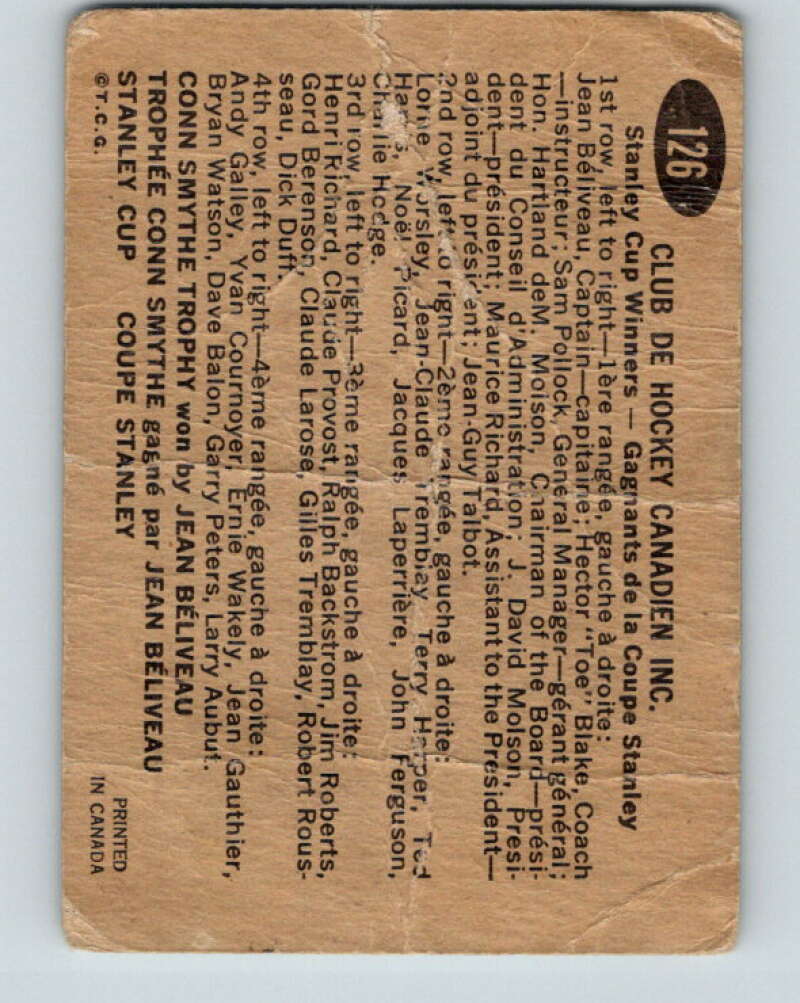 126
CLUB DE HOCKEY CANADIEN INC.
Stanley Cup Winners — Gagnants de la Coupe Stanley
1st row, left to right—1ère rangée, gauche à droite:
Jean Béliveau, Captain—capitaine; Hector "Toe" Blake, Coach
—instructeur; Sam Pollock, General Manager—gérant général;
Hon. Hartland deM. Molson, Chairman of the Board—prési-
dent du Conseil d'Administration; J. David Molson, Presi-
dent—président; Maurice Richard, Assistant to the President—
adjoint du président; Jean-Guy Talbot.
2nd row, left to right—2ème rangée, gauche à droite:
Lorne Worsley, Jean-Claude Tremblay, Terry Harper, Ted
Harris, Noël Picard, Jacques Laperrière, John Ferguson,
Charlie Hodge.
3rd row, left to right—3ème rangée, gauche à droite:
Henri Richard, Claude Provost, Ralph Backstrom, Jim Roberts,
Gord Berenson, Claude Larose, Gilles Tremblay, Robert Rous-
seau, Dick Duff.
4th row, left to right—4ème rangée, gauche à droite:
Andy Galley, Yvan Cournoyer, Ernie Wakely, Jean Gauthier,
Bryan Watson, Dave Balon, Garry Peters, Larry Aubut.
CONN SMYTHE TROPHY won by JEAN BÉLIVEAU
TROPHÉE CONN SMYTHE gagné par JEAN BÉLIVEAU
STANLEY CUP COUPE STANLEY
©T.C.G.
PRINTED
IN CANADA